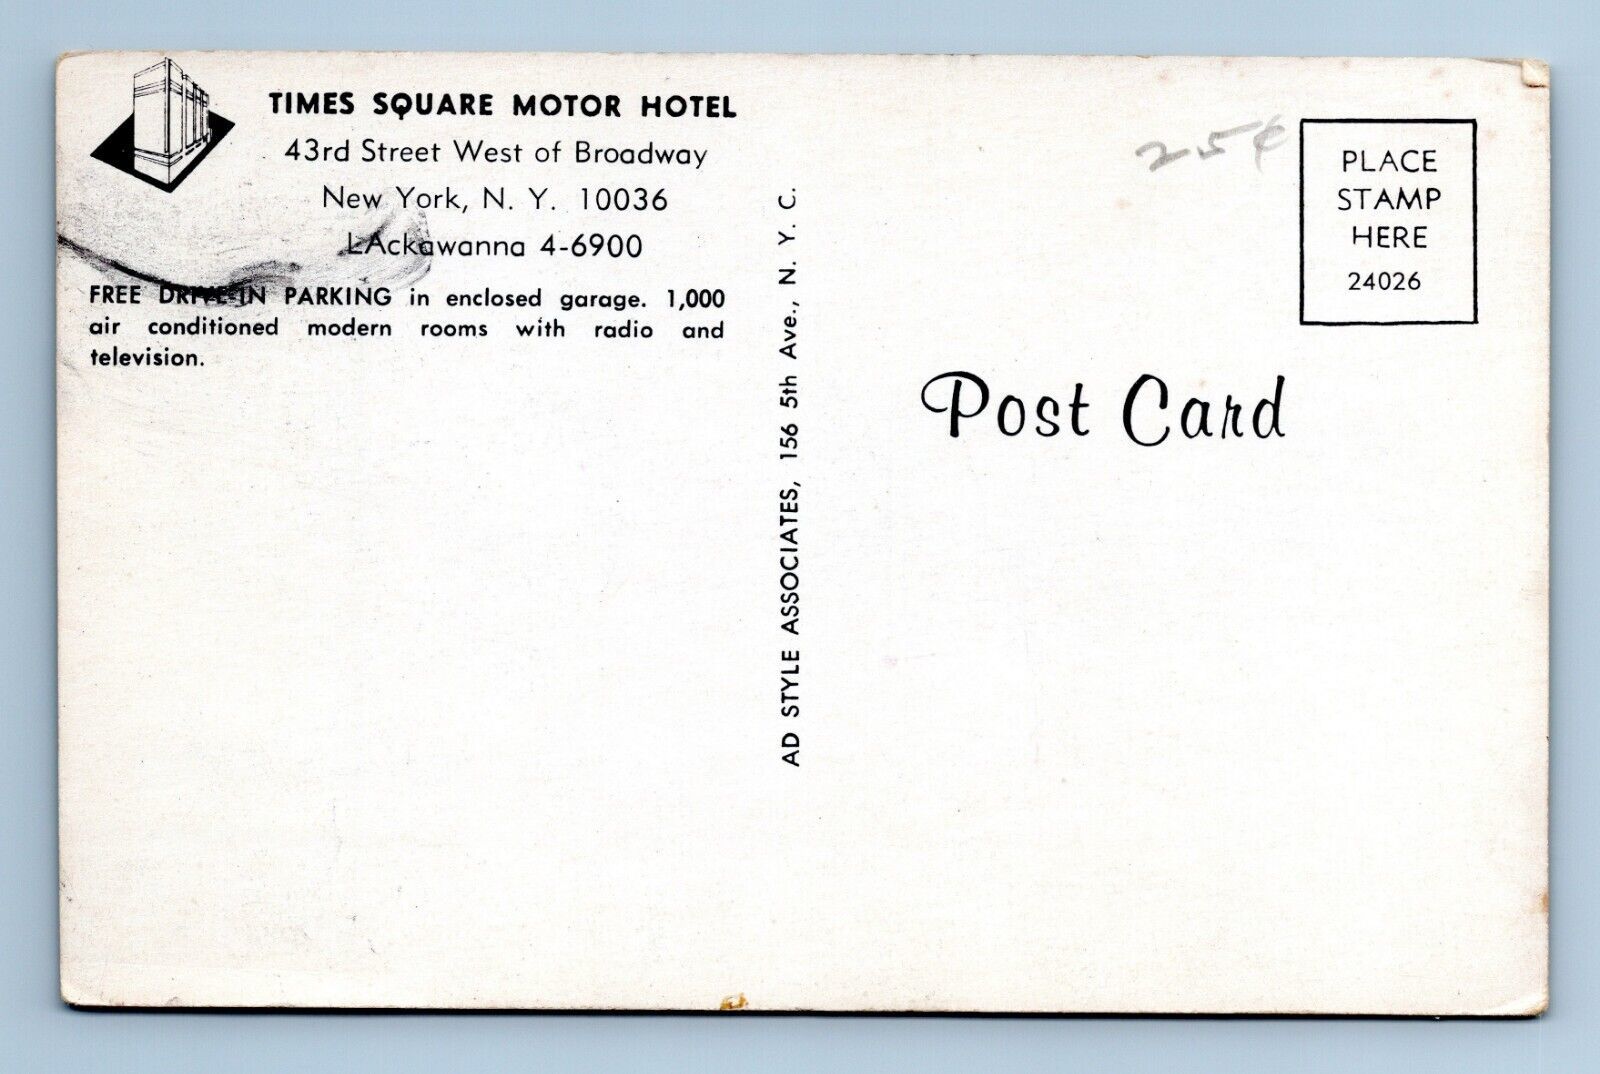 TIMES SQUARE MOTOR HOTEL
43rd Street West of Broadway
New York, N. Y. 10036
LAckawanna 4-6900
FREE DRIVE-IN PARKING in enclosed garage. 1,000
air conditioned modern rooms with radio and
television.
AD STYLE ASSOCIATES, 156 5th Ave., N. Y. C.
25¢
PLACE
STAMP
HERE
24026
Post Card